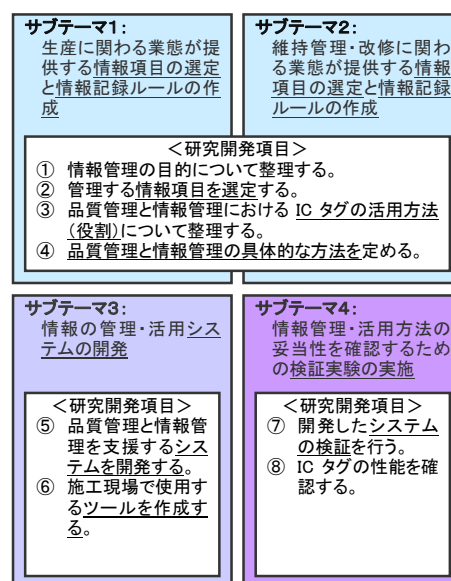 サブテーマ1：
生産に関わる業態が提
供する情報項目の選定
と情報記録ルールの作
成
サブテーマ2：
維持管理・改修に関わ
る業態が提供する情報
項目の選定と情報記録
ルールの作成
＜研究開発項目＞
① 情報管理の目的について整理する。
② 管理する情報項目を選定する。
③ 品質管理と情報管理における IC タグの活用方法
（役割）について整理する。
④ 品質管理と情報管理の具体的な方法を定める。
サブテーマ3：
情報の管理・活用シス
テムの開発
＜研究開発項目＞
⑤ 品質管理と情報管
理を支援するシス
テムを開発する。
⑥ 施工現場で使用す
るツールを作成す
る。
サブテーマ4：
情報管理・活用方法の
妥当性を確認するため
の検証実験の実施
＜研究開発項目＞
⑦ 開発したシステム
の検証を行う。
⑧ IC タグの性能を確
認する。